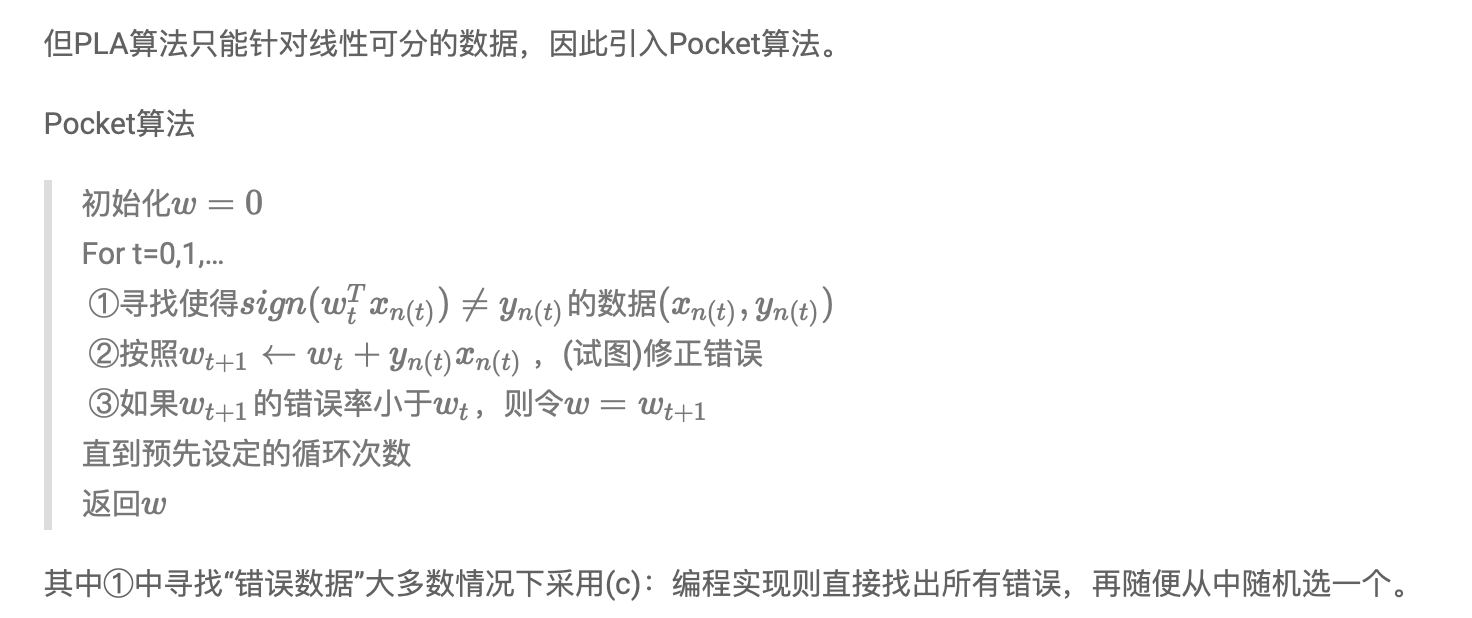 但PLA算法只能针对线性可分的数据，因此引入Pocket算法。
Pocket算法
初始化$w = 0$
For t=0,1,...
①寻找使得$sign(w_t^T x_{n(t)}) \neq y_{n(t)}$的数据$(x_{n(t)}, y_{n(t)})$
②按照$w_{t+1} \leftarrow w_t + y_{n(t)} x_{n(t)}$ ，(试图)修正错误
③如果$w_{t+1}$的错误率小于$w_t$，则令$w = w_{t+1}$
直到预先设定的循环次数
返回$w$
其中①中寻找“错误数据”大多数情况下采用(c)：编程实现则直接找出所有错误，再随便从中随机选一个。